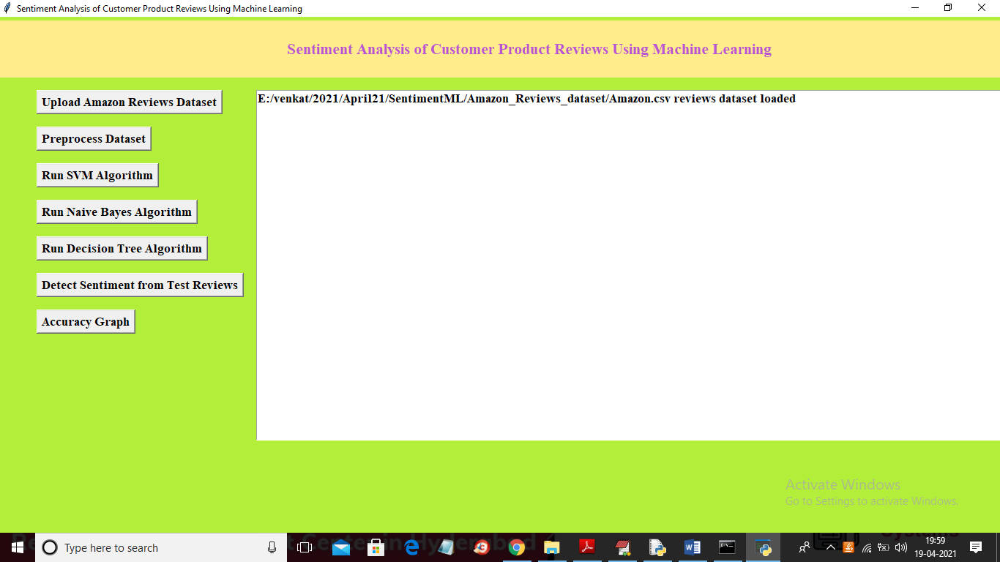 Sentiment Analysis of Customer Product Reviews Using Machine Learning
Sentiment Analysis of Customer Product Reviews Using Machine Learning
Upload Amazon Reviews Dataset
E:/venkat/2021/April21/SentimentML/Amazon_Reviews_dataset/Amazon.csv reviews dataset loaded
Preprocess Dataset
Run SVM Algorithm
Run Naive Bayes Algorithm
Run Decision Tree Algorithm
Detect Sentiment from Test Reviews
Accuracy Graph
Activate Windows
Go to Settings to activate Windows.
Type here to search
19:59
19-04-2021